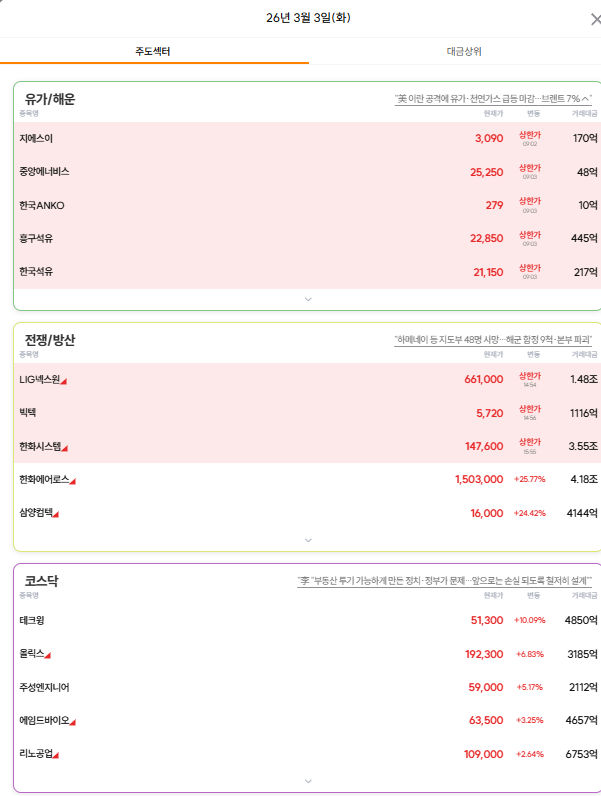 26년 3월 3일(화)
주도섹터 대금상위
유가/해운 "美 이란 공격에 유가·천연가스 급등 마감…브렌트 7%↗"
종목명 현재가 변동 거래대금
지에스이 3,090 상한가 170억
09:02
중앙에너비스 25,250 상한가 48억
09:03
한국ANKO 279 상한가 10억
09:03
흥구석유 22,850 상한가 445억
09:03
한국석유 21,150 상한가 217억
09:03
전쟁/방산 "하메네이 등 지도부 48명 사망…해군 함정 9척·본부 파괴"
종목명 현재가 변동 거래대금
LIG넥스원 661,000 상한가 1.48조
14:54
빅텍 5,720 상한가 1116억
14:56
한화시스템 147,600 상한가 3.55조
15:55
한화에어로스 1,503,000 +25.77% 4.18조
삼양컴텍 16,000 +24.42% 4144억
코스닥 "李 "부동산 투기 가능하게 만든 정치·정부가 문제…앞으로는 손실 되도록 철저히 설계""
종목명 현재가 변동 거래대금
테크윙 51,300 +10.09% 4850억
올릭스 192,300 +6.83% 3185억
주성엔지니어 59,000 +5.17% 2112억
에임드바이오 63,500 +3.25% 4657억
리노공업 109,000 +2.64% 6753억